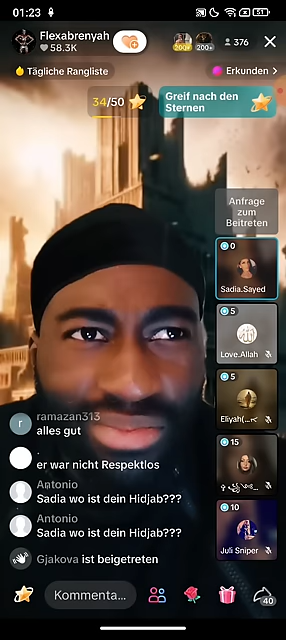 01:23
51
Flexabrenyah
58.3K
200+
200+
376
Tägliche Rangliste
Erkunden >
34/50
Greif nach den
Sternen
Anfrage
zum
Beitreten
0
Sadia.Sayed
5
Love.Allah
5
15
10
Juli Sniper
ramazan313
alles gut
er war nicht Respektlos
Antonio
Sadia wo ist dein Hidjab???
Antonio
Sadia wo ist dein Hidjab???
Gjakova ist beigetreten
Kommenta...
40